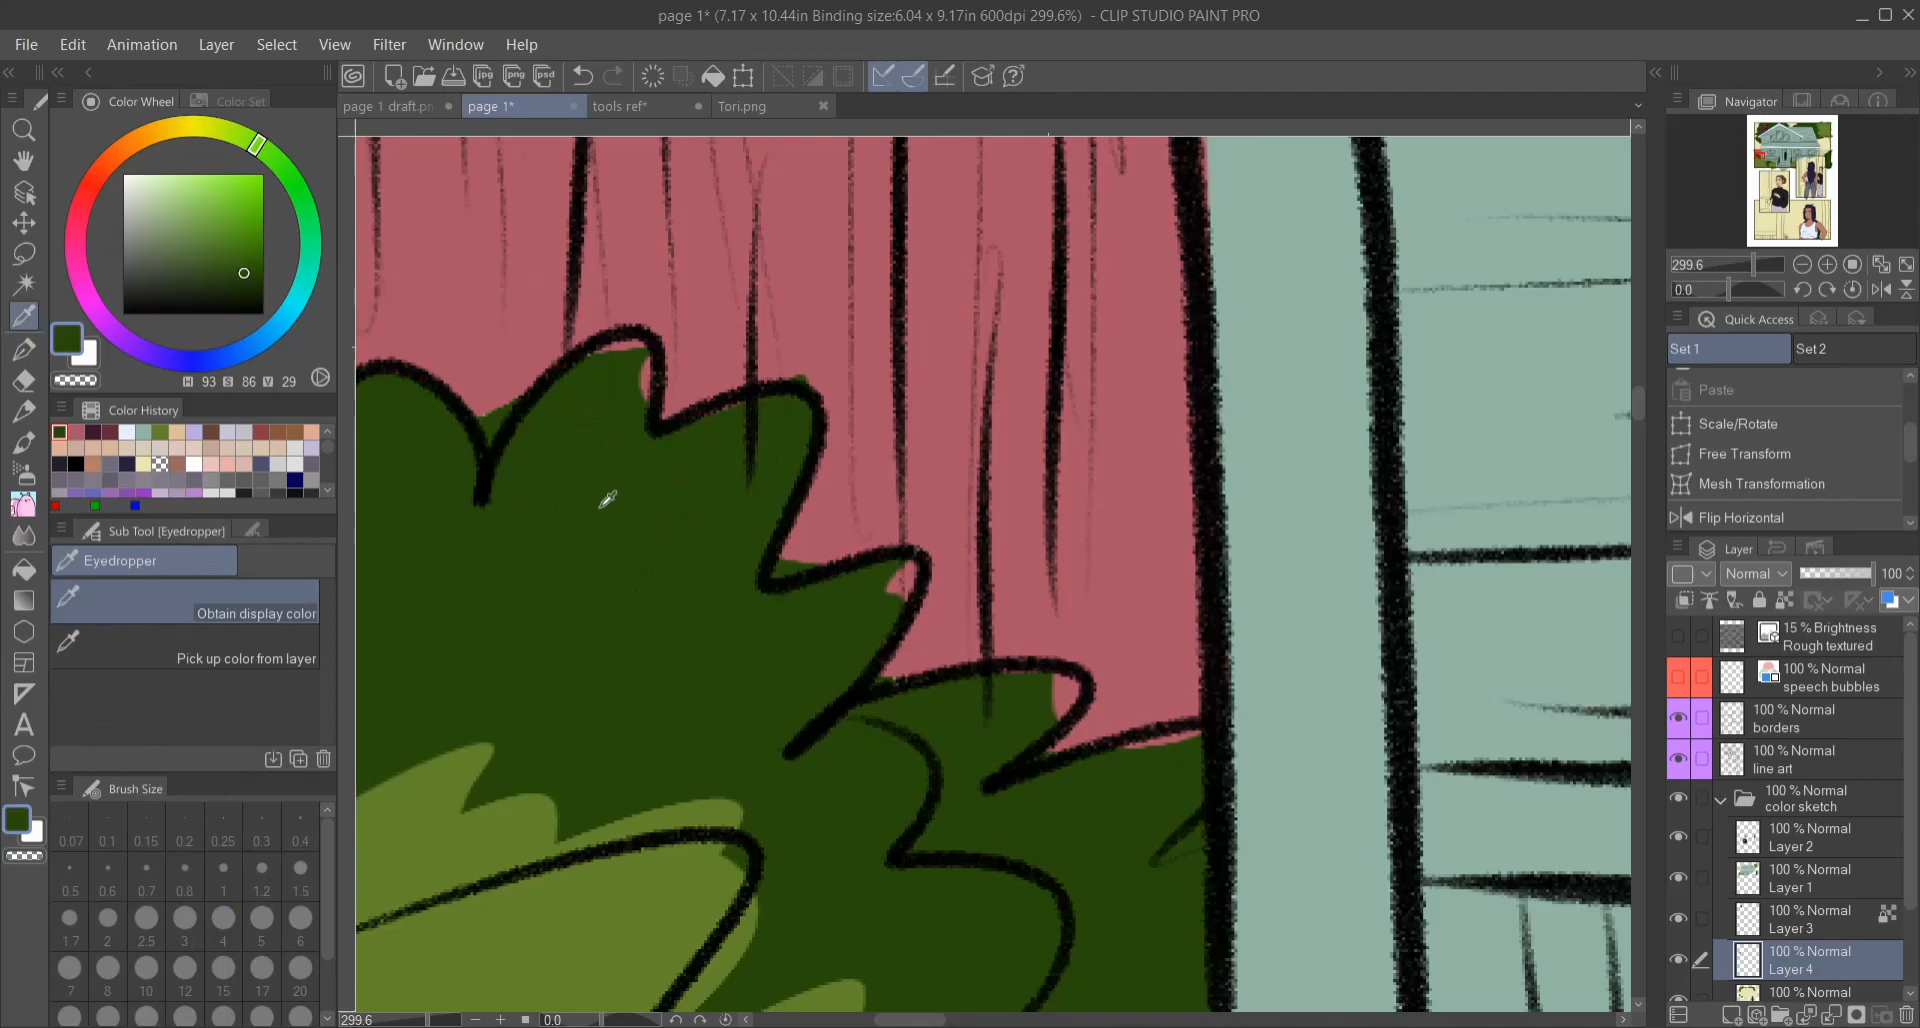 page 1* (7.17 x 10.44in Binding size:6.04 x 9.17in 600dpi 299.6%) - CLIP STUDIO PAINT PRO
File Edit Animation Layer Select View Filter Window Help
jpg png psd
Color Wheel Color Set
page 1 draft.pn page 1* tools ref* Tori.png
Navigator
299.6
0.0
Quick Access
Set 1 Set 2
Paste
Scale/Rotate
Free Transform
Mesh Transformation
Flip Horizontal
H 93 S 86 V 29
Color History
Sub Tool [Eyedropper]
Eyedropper
Obtain display color
Pick up color from layer
Brush Size
0.07 0.1 0.15 0.2 0.25 0.3 0.4
0.5 0.6 0.7 0.8 1 1.2 1.5
1.7 2 2.5 3 4 5 6
7 8 10 12 15 17 20
Layer
Normal 100
15 % Brightness
Rough textured
100 % Normal
speech bubbles
100 % Normal
borders
100 % Normal
line art
100 % Normal
color sketch
100 % Normal
Layer 2
100 % Normal
Layer 1
100 % Normal
Layer 3
100 % Normal
Layer 4
100 % Normal
299.6 0.0